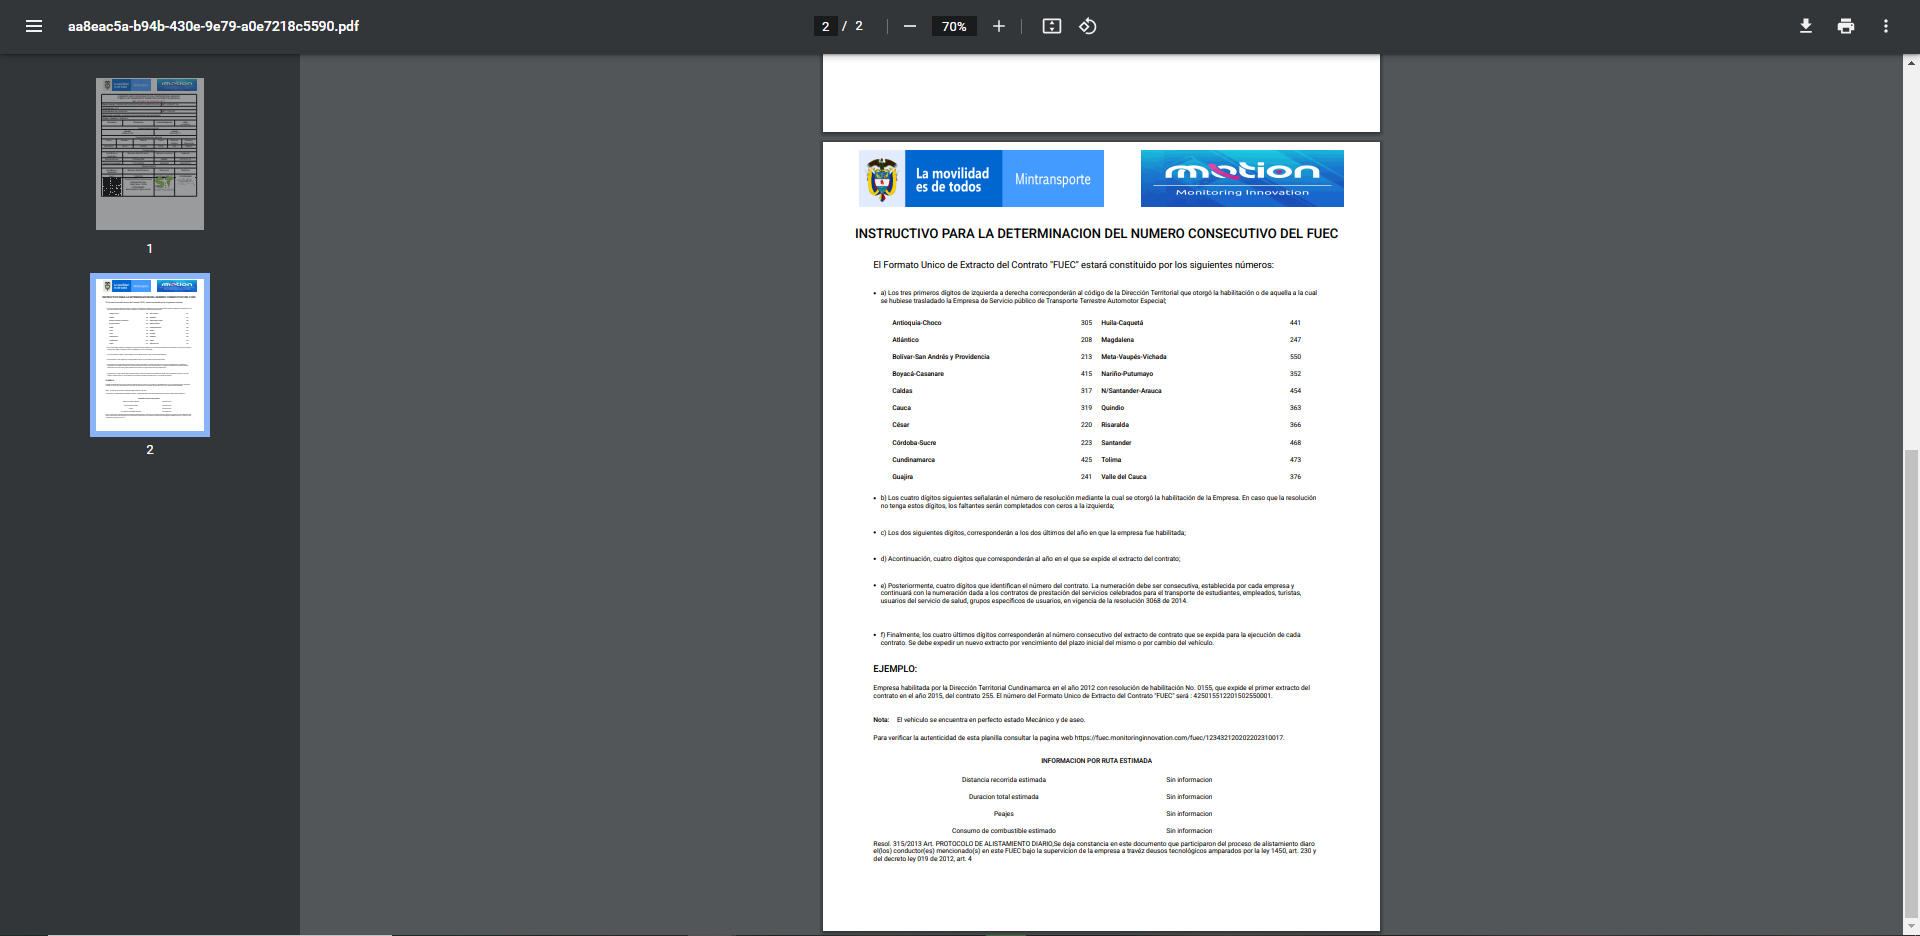 aa8eac5a-b94b-430e-9e79-a0e7218c5590.pdf
2 / 2
70%
1
2
La movilidad
es de todos
Mintransporte
motion
Monitoring Innovation
INSTRUCTIVO PARA LA DETERMINACION DEL NUMERO CONSECUTIVO DEL FUEC
El Formato Unico de Extracto del Contrato "FUEC" estará constituido por los siguientes números:
• a) Los tres primeros dígitos de izquierda a derecha correcponderán al código de la Dirección Territorial que otorgó la habilitación o de aquella a la cual
se hubiese trasladado la Empresa de Servicio público de Transporte Terrestre Automotor Especial;
Antioquia-Choco 305 Huila-Caquetá 441
Atlántico 208 Magdalena 247
Bolívar-San Andrés y Providencia 213 Meta-Vaupés-Vichada 550
Boyacá-Casanare 415 Nariño-Putumayo 352
Caldas 317 N/Santander-Arauca 454
Cauca 319 Quindio 363
César 220 Risaralda 366
Córdoba-Sucre 223 Santander 468
Cundinamarca 425 Tolima 473
Guajira 241 Valle del Cauca 376
• b) Los cuatro dígitos siguientes señalarán el número de resolución mediante la cual se otorgó la habilitación de la Empresa. En caso que la resolución
no tenga estos dígitos, los faltantes serán completados con ceros a la izquierda;
• c) Los dos siguientes dígitos, corresponderán a los dos últimos del año en que la empresa fue habilitada;
• d) Acontinuación, cuatro dígitos que corresponderán al año en el que se expide el extracto del contrato;
• e) Posteriormente, cuatro dígitos que identifican el número del contrato. La numeración debe ser consecutiva, establecida por cada empresa y
continuará con la numeración dada a los contratos de prestación del servicios celebrados para el transporte de estudiantes, empleados, turistas,
usuarios del servicio de salud, grupos específicos de usuarios, en vigencia de la resolución 3068 de 2014.
• f) Finalmente, los cuatro últimos dígitos corresponderán al número consecutivo del extracto de contrato que se expida para la ejecución de cada
contrato. Se debe expedir un nuevo extracto por vencimiento del plazo inicial del mismo o por cambio del vehículo.
EJEMPLO:
Empresa habilitada por la Dirección Territorial Cundinamarca en el año 2012 con resolución de habilitación No. 0155, que expide el primer extracto del
contrato en el año 2015, del contrato 255. El número del Formato Unico de Extracto del Contrato "FUEC" será : 425015512201502550001.
Nota: El vehiculo se encuentra en perfecto estado Mecánico y de aseo.
Para verificar la autenticidad de esta planilla consultar la pagina web https://fuec.monitoringinnovation.com/fuec/123432120202202310017.
INFORMACION POR RUTA ESTIMADA
Distancia recorrida estimada Sin informacion
Duracion total estimada Sin informacion
Peajes Sin informacion
Consumo de combustible estimado Sin informacion
Resol. 315/2013 Art. PROTOCOLO DE ALISTAMIENTO DIARIO,Se deja constancia en este documento que participaron del proceso de alistamiento diaro
el(los) conductor(es) mencionado(s) en este FUEC bajo la supervicion de la empresa a travéz deusos tecnológicos amparados por la ley 1450, art. 230 y
del decreto ley 019 de 2012, art. 4